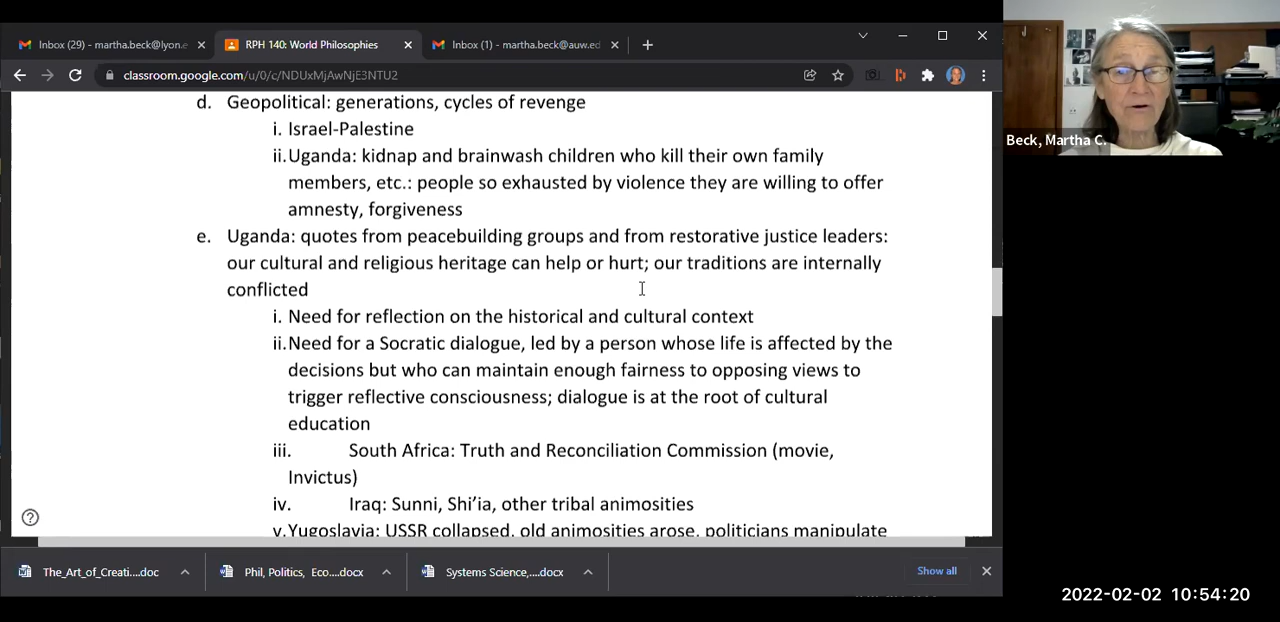 Inbox (29) - martha.beck@lyon.e
RPH 140: World Philosophies
Inbox (1) - martha.beck@auw.ed
classroom.google.com/u/0/c/NDUxMjAwNjE3NTU2
d. Geopolitical: generations, cycles of revenge
i. Israel-Palestine
ii. Uganda: kidnap and brainwash children who kill their own family
members, etc.: people so exhausted by violence they are willing to offer
amnesty, forgiveness
e. Uganda: quotes from peacebuilding groups and from restorative justice leaders:
our cultural and religious heritage can help or hurt; our traditions are internally
conflicted
i. Need for reflection on the historical and cultural context
ii. Need for a Socratic dialogue, led by a person whose life is affected by the
decisions but who can maintain enough fairness to opposing views to
trigger reflective consciousness; dialogue is at the root of cultural
education
iii. South Africa: Truth and Reconciliation Commission (movie,
Invictus)
iv. Iraq: Sunni, Shi'ia, other tribal animosities
v. Yugoslavia: USSR collapsed, old animosities arose, politicians manipulate
The_Art_of_Creati....doc
Phil, Politics, Eco....docx
Systems Science,....docx
Show all
Beck, Martha C.
2022-02-02 10:54:20